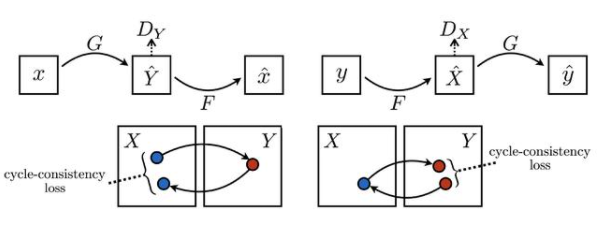 G
D_Y
x
Ŷ
x̂
F
D_X
G
y
X̂
ŷ
F
X
Y
cycle-consistency
loss
X
Y
cycle-consistency
loss